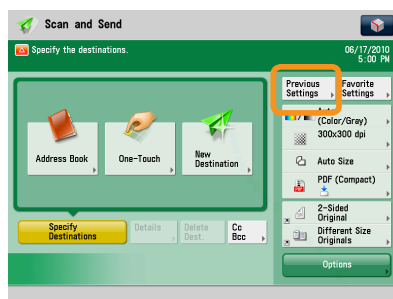 Scan and Send
Specify the destinations.
06/17/2010
5:00 PM
Previous
Settings
Favorite
Settings
Address Book
One-Touch
New
Destination
(Color/Gray)
300x300 dpi
Auto Size
PDF (Compact)
2-Sided
Original
Different Size
Originals
Specify
Destinations
Details
Delete
Dest.
Cc
Bcc
Options